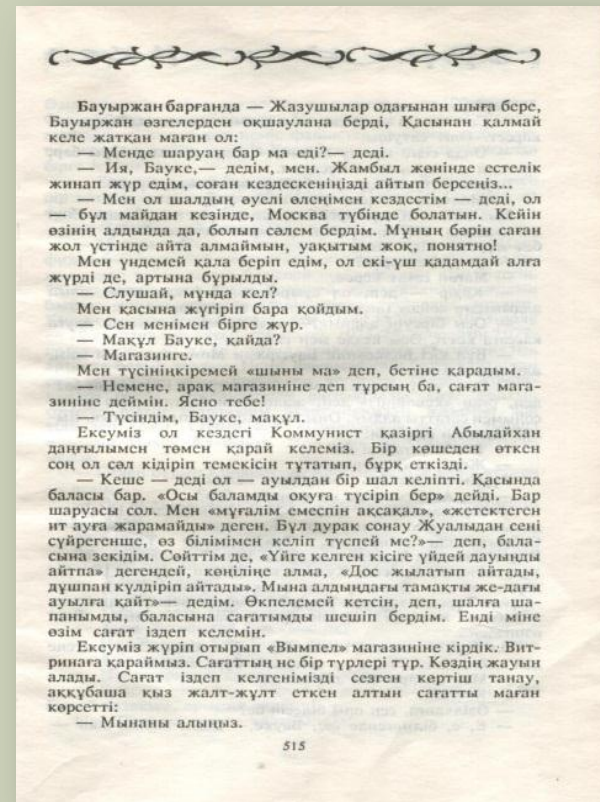 Бауыржан барғанда — Жазушылар одағынан шыға бере,
Бауыржан өзгелерден оқшаулана берді, Қасынан қалмай
келе жатқан маған ол:
— Менде шаруаң бар ма еді?— деді.
— Ия, Бауке,— дедім, мен. Жамбыл жөнінде естелік
жинап жүр едім, соған кездескеніңізді айтып берсеңіз...
— Мен ол шалдың әуелі өлеңімен кездестім — деді, ол
— бұл майдан кезінде, Москва түбінде болатын. Кейін
өзінің алдында да, болып сәлем бердім. Мұның бәрін саған
жол үстінде айта алмаймын, уақытым жоқ, понятно!
Мен үндемей қала беріп едім, ол екі-үш қадамдай алға
жүрді де, артына бұрылды.
— Слушай, мұнда кел?
Мен қасына жүгіріп бара қойдым.
— Сен менімен бірге жүр.
— Мақұл Бауке, қайда?
— Магазинге.
Мен түсініңкіремей «шыны ма» деп, бетіне қарадым.
— Немене, арақ магазиніне деп тұрсың ба, сағат мага-
зиніне деймін. Ясно тебе!
— Түсіндім, Бауке, мақұл.
Екеуміз ол кездегі Коммунист қазіргі Абылайхан
даңғылымен төмен қарай келеміз. Бір көшеден өткен
соң ол сәл кідіріп темекісін тұтатып, бұрқ еткізді.
— Кеше — деді ол — ауылдан бір шал келіпті. Қасында
баласы бар. «Осы баламды оқуға түсіріп бер» дейді. Бар
шаруасы сол. Мен «мұғалім емеспін ақсақал», «жетектеген
ит ауға жарамайды» деген. Бұл дурак сонау Жуалыдан сені
сүйрегенше, өз білімімен келіп түспей ме?»— деп, бала-
сына зекідім. Сөйттім де, «Үйге келген кісіге үйдей дауыңды
айтпа» дегендей, көңіліңе алма, «Дос жылатып айтады,
дұшпан күлдіріп айтады». Мына алдыңдағы тамақты же-дағы
ауылға қайт»— дедім. Өкпелемей кетсін, деп, шалға ша-
панымды, баласына сағатымды шешіп бердім. Енді міне
өзім сағат іздеп келемін.
Екеуміз жүріп отырып «Вымпел» магазиніне кірдік. Вит-
ринаға қараймыз. Сағаттың не бір түрлері тұр. Көздің жауын
алады. Сағат іздеп келгенімізді сезген кертіш танау,
аққұбаша қыз жалт-жұлт еткен алтын сағатты маған
көрсетті:
— Мынаны алыңыз.
515